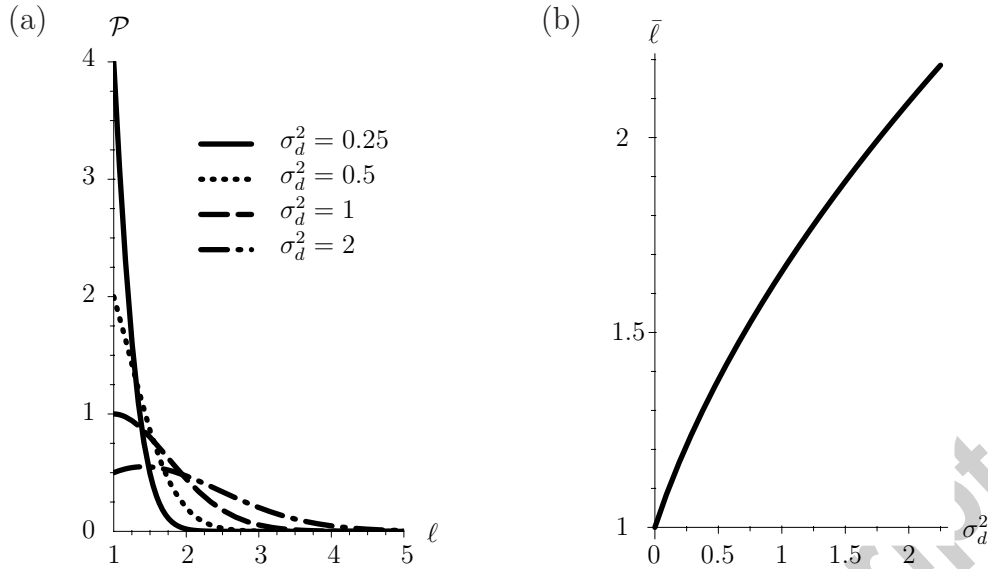 (a)
𝒫
4
3
2
1
0
1 2 3 4 5 ℓ
σ_d^2 = 0.25
σ_d^2 = 0.5
σ_d^2 = 1
σ_d^2 = 2
(b)
ℓ̄
2
1.5
1
0 0.5 1 1.5 2 σ_d^2